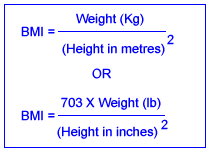 BMI = Weight (Kg)
(Height in metres) 2
OR
BMI = 703 X Weight (lb)
(Height in inches) 2